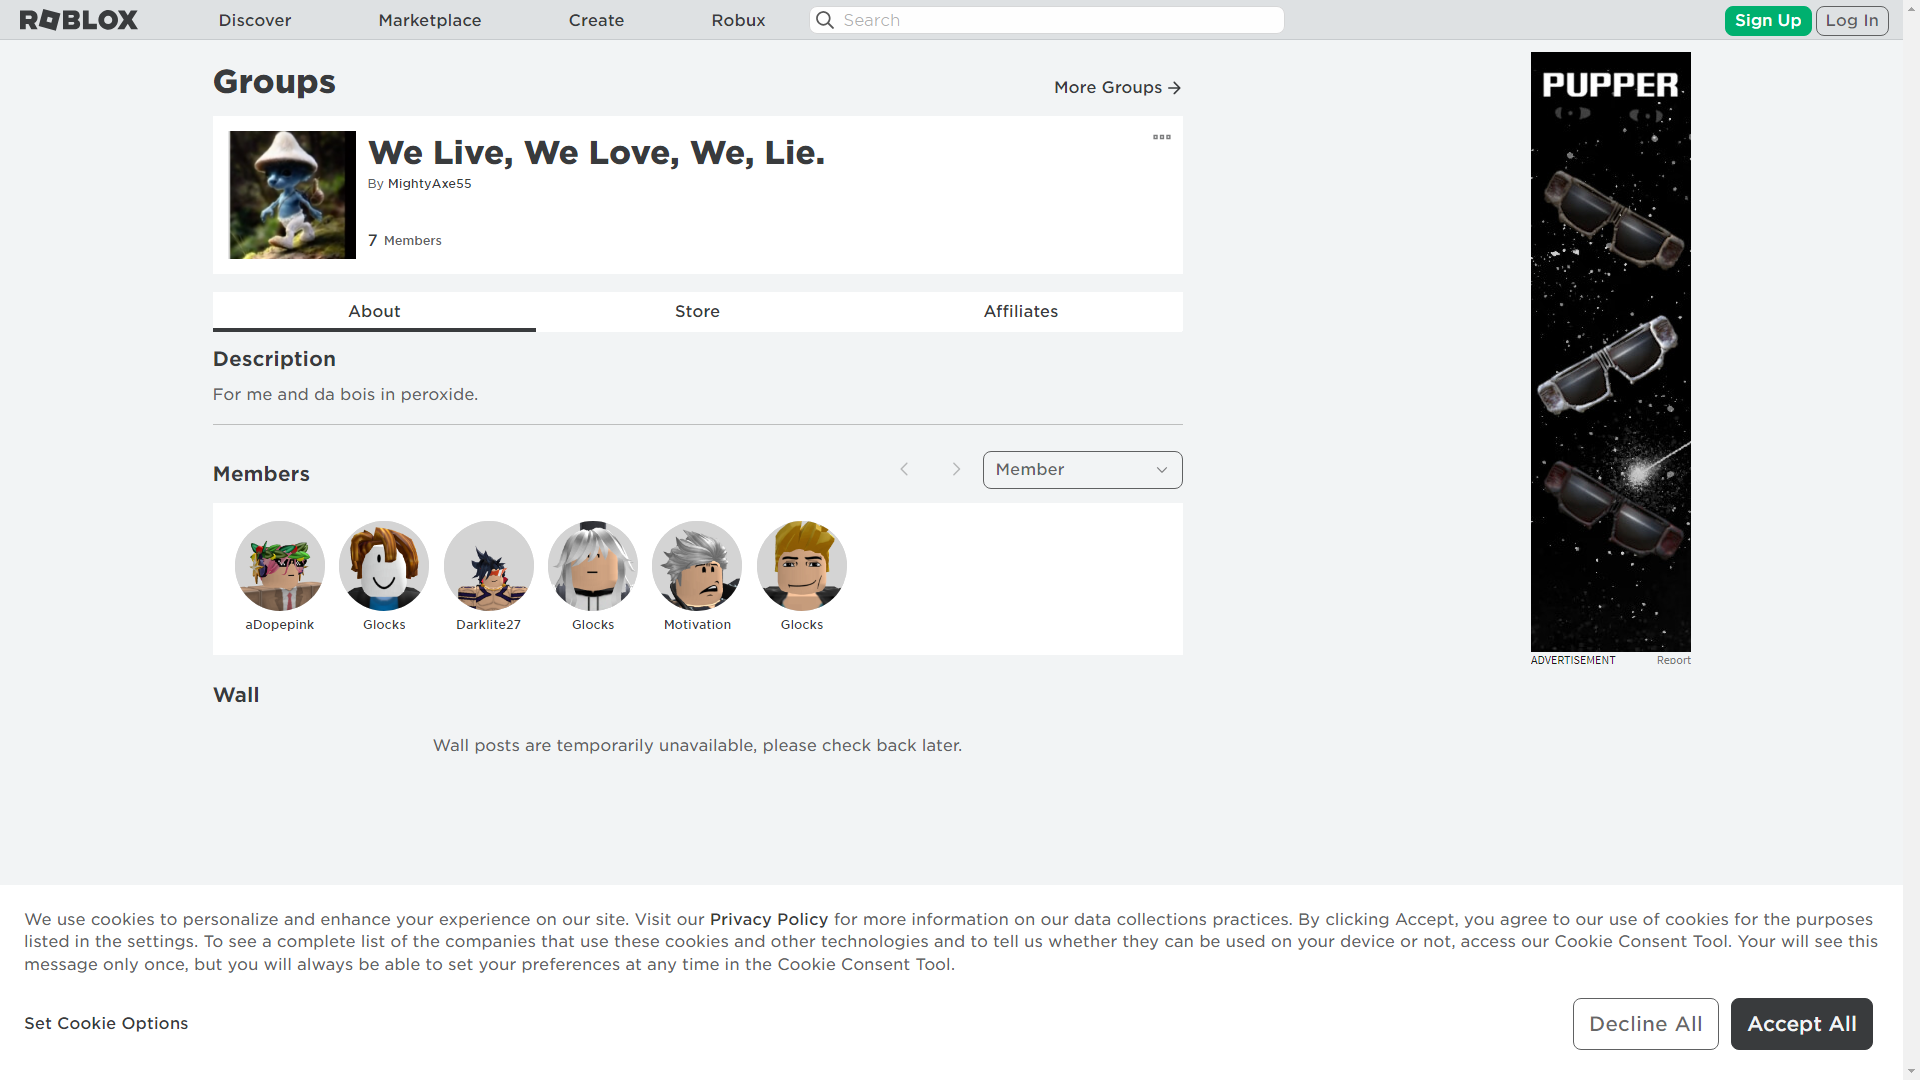 ROBLOX
Discover
Marketplace
Create
Robux
Search
Sign Up
Log In
Groups
More Groups
We Live, We Love, We, Lie.
By MightyAxe55
7 Members
About
Store
Affiliates
Description
For me and da bois in peroxide.
Members
Member
aDopepink
Glocks
Darklite27
Glocks
Motivation
Glocks
Wall
Wall posts are temporarily unavailable, please check back later.
PUPPER
ADVERTISEMENT
Report
We use cookies to personalize and enhance your experience on our site. Visit our Privacy Policy for more information on our data collections practices. By clicking Accept, you agree to our use of cookies for the purposes
listed in the settings. To see a complete list of the companies that use these cookies and other technologies and to tell us whether they can be used on your device or not, access our Cookie Consent Tool. Your will see this
message only once, but you will always be able to set your preferences at any time in the Cookie Consent Tool.
Set Cookie Options
Decline All
Accept All